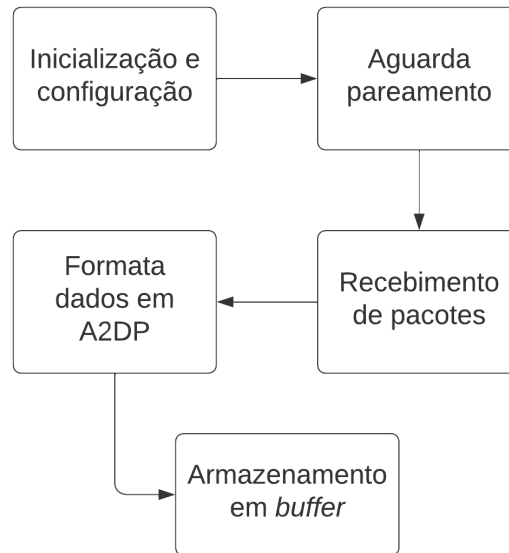 Inicialização e
configuração
Aguarda
pareamento
Recebimento
de pacotes
Formata
dados em
A2DP
Armazenamento
em buffer